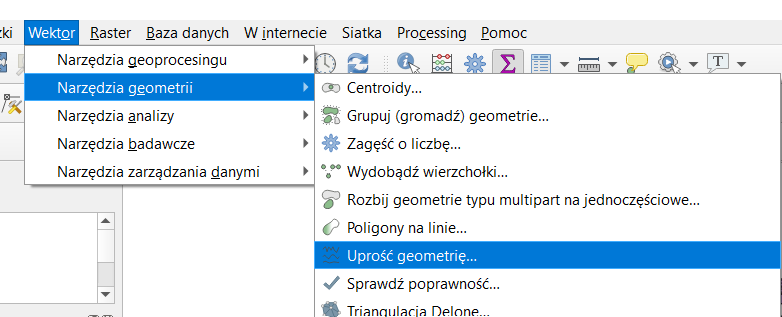 Wektor Raster Baza danych W internecie Siatka Processing Pomoc
Narzędzia geoprocesingu
Narzędzia geometrii
Narzędzia analizy
Narzędzia badawcze
Narzędzia zarządzania danymi
Centroidy...
Grupuj (gromadź) geometrie...
Zagęść o liczbę...
Wydobądź wierzchołki...
Rozbij geometrie typu multipart na jednoczęściowe...
Poligony na linie...
Uprość geometrię...
Sprawdź poprawność...
Triangulacja Delone...